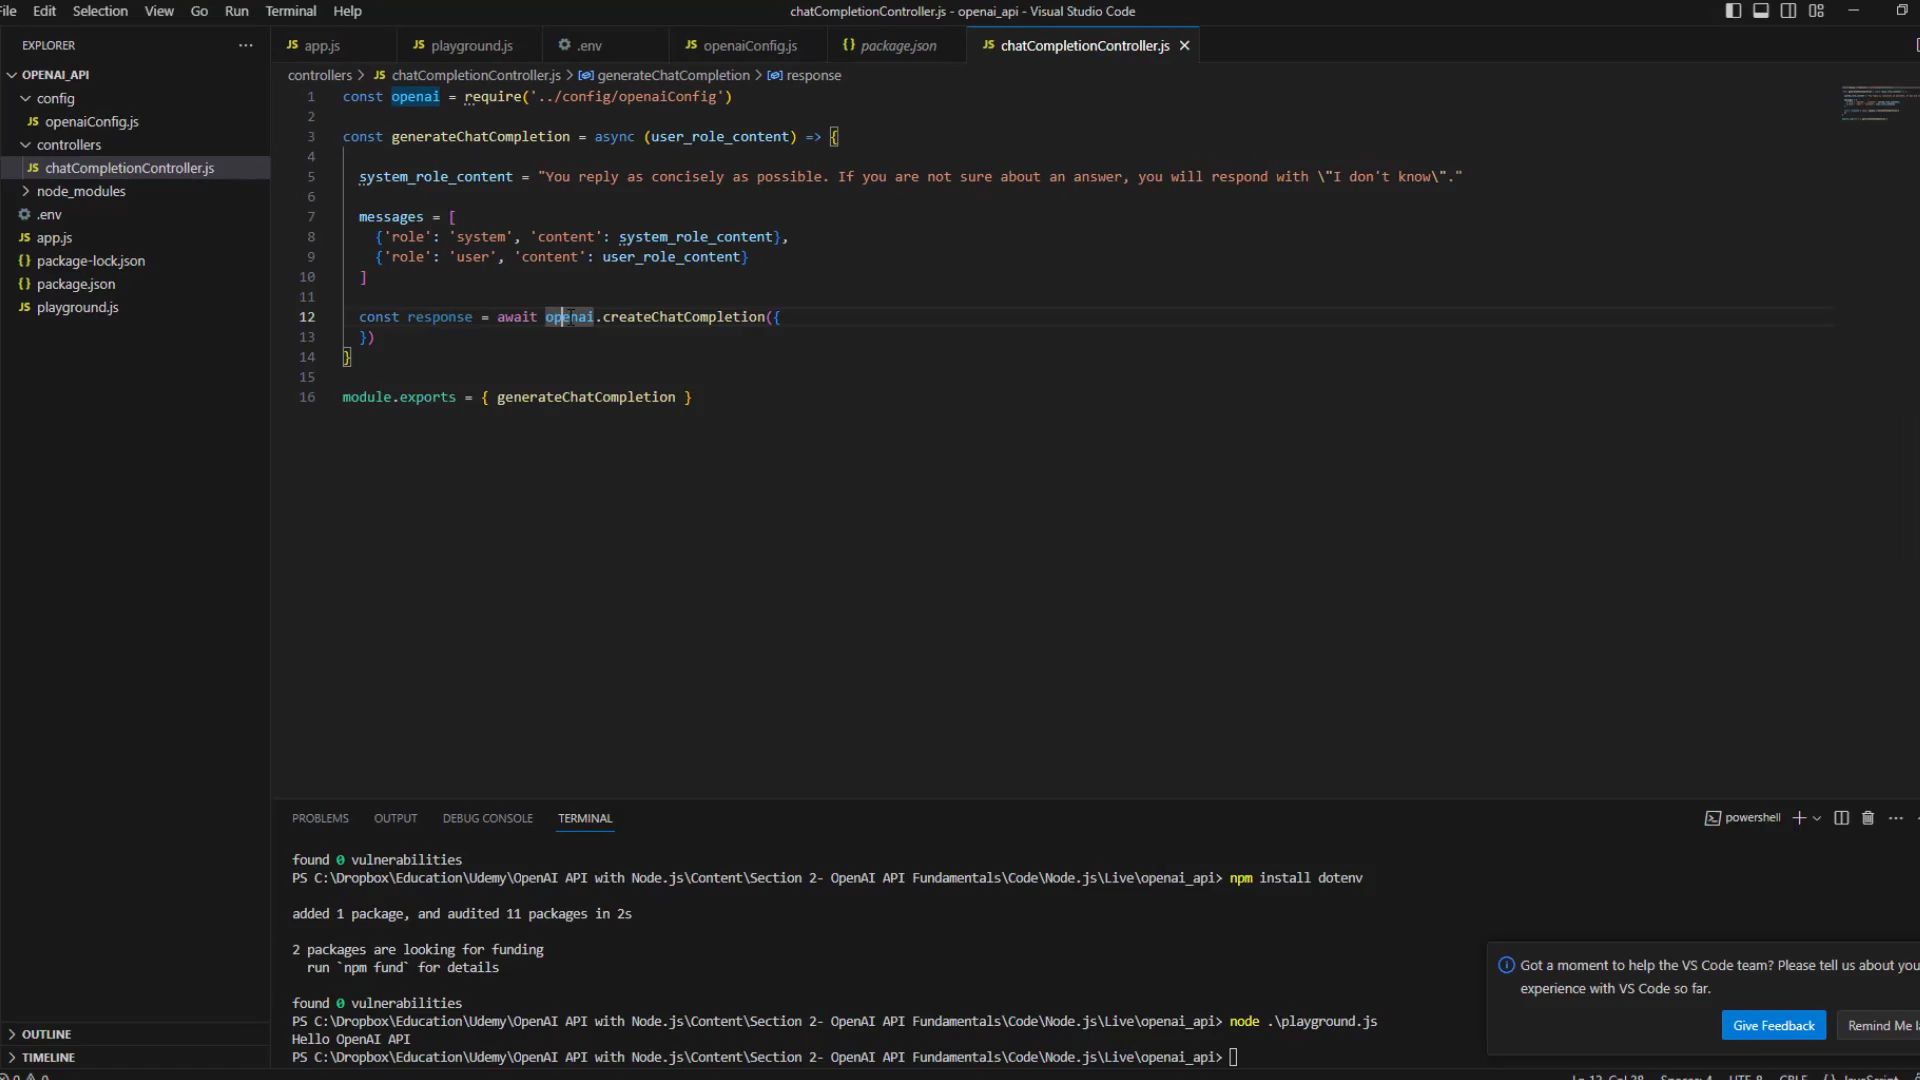 File Edit Selection View Go Run Terminal Help
chatCompletionController.js - openai_api - Visual Studio Code
EXPLORER
OPENAI_API
config
JS openaiConfig.js
controllers
JS chatCompletionController.js
node_modules
.env
JS app.js
{} package-lock.json
{} package.json
JS playground.js
OUTLINE
TIMELINE
JS app.js JS playground.js .env JS openaiConfig.js {} package.json JS chatCompletionController.js
controllers > JS chatCompletionController.js > generateChatCompletion > response
1 const openai = require('../config/openaiConfig')
2
3 const generateChatCompletion = async (user_role_content) => {
4
5 system_role_content = "You reply as concisely as possible. If you are not sure about an answer, you will respond with \"I don't know\"."
6
7 messages = [
8 {'role': 'system', 'content': system_role_content},
9 {'role': 'user', 'content': user_role_content}
10 ]
11
12 const response = await openai.createChatCompletion({
13 })
14 }
15
16 module.exports = { generateChatCompletion }
PROBLEMS OUTPUT DEBUG CONSOLE TERMINAL
powershell
found 0 vulnerabilities
PS C:\Dropbox\Education\Udemy\OpenAI API with Node.js\Content\Section 2- OpenAI API Fundamentals\Code\Node.js\Live\openai_api> npm install dotenv
added 1 package, and audited 11 packages in 2s
2 packages are looking for funding
run `npm fund` for details
found 0 vulnerabilities
PS C:\Dropbox\Education\Udemy\OpenAI API with Node.js\Content\Section 2- OpenAI API Fundamentals\Code\Node.js\Live\openai_api> node .\playground.js
Hello OpenAI API
PS C:\Dropbox\Education\Udemy\OpenAI API with Node.js\Content\Section 2- OpenAI API Fundamentals\Code\Node.js\Live\openai_api>
Got a moment to help the VS Code team? Please tell us about you
experience with VS Code so far.
Give Feedback
Remind Me la